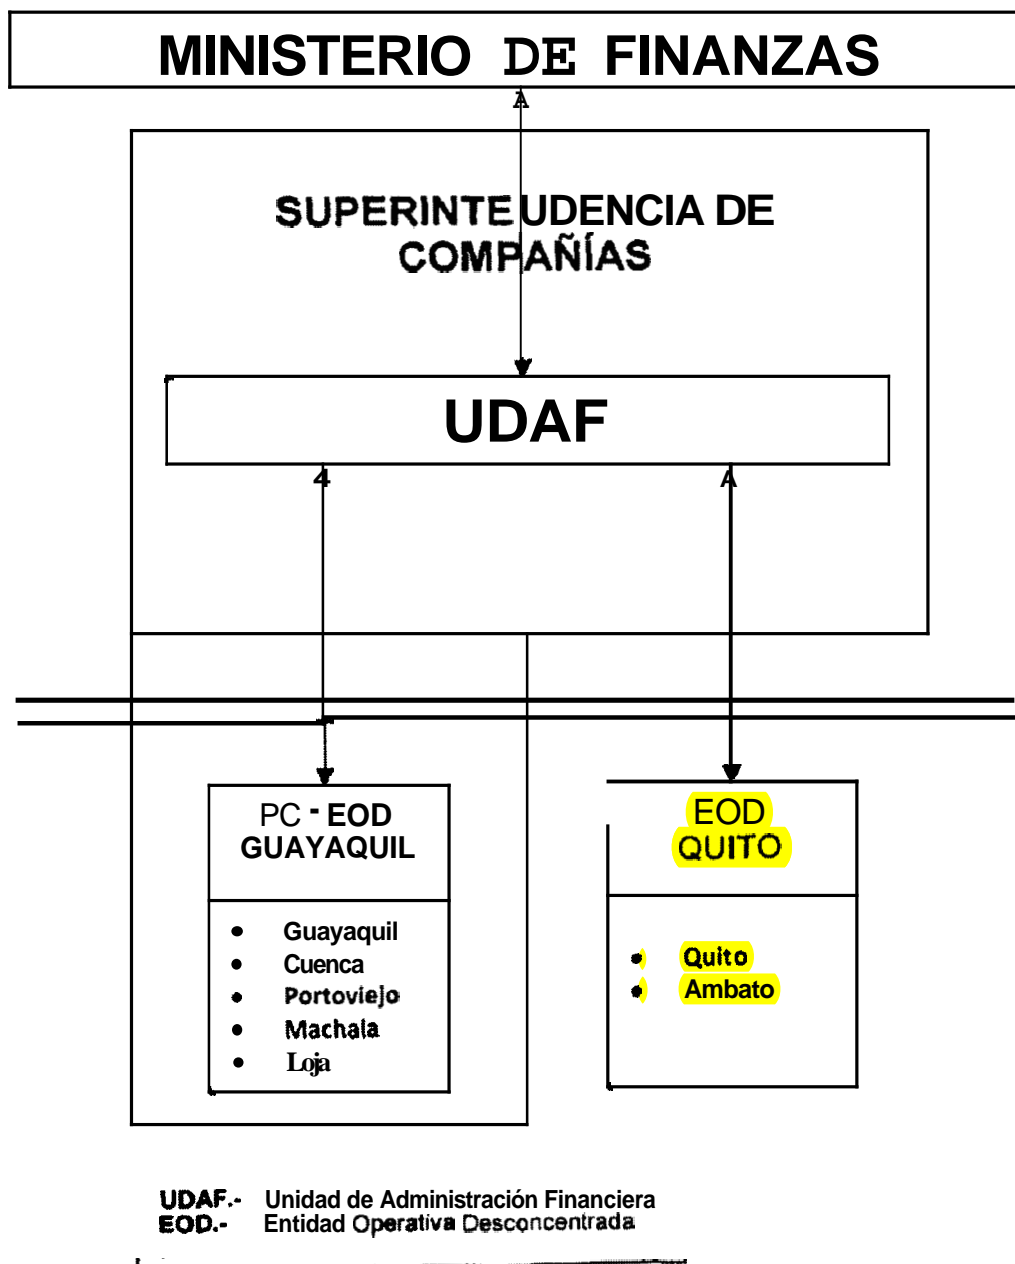 MINISTERIO DE FINANZAS
SUPERINTE UDENCIA DE
COMPAÑÍAS
UDAF
PC - EOD
GUAYAQUIL
• Guayaquil
• Cuenca
• Portoviejo
• Machala
• Loja
EOD
QUITO
• Quito
• Ambato
UDAF.- Unidad de Administración Financiera
EOD.- Entidad Operativa Desconcentrada